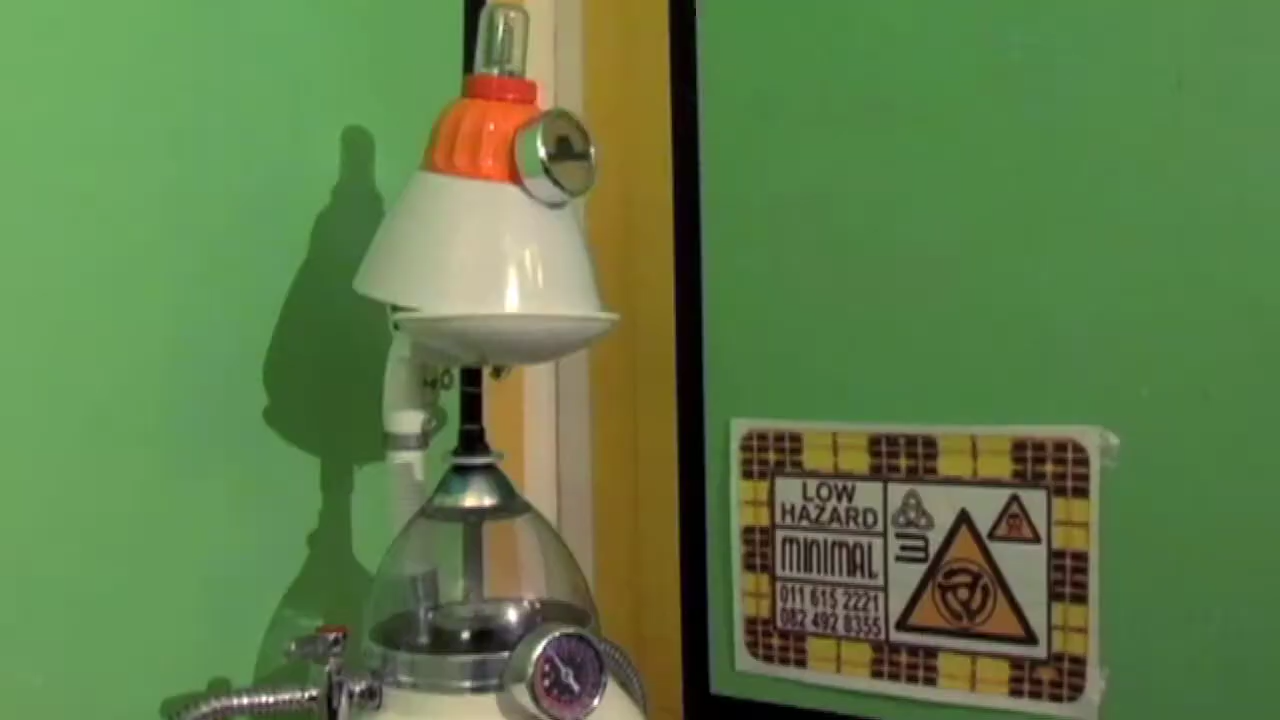 LOW
HAZARD
MINIMAL
011 615 2221
082 492 8355
3